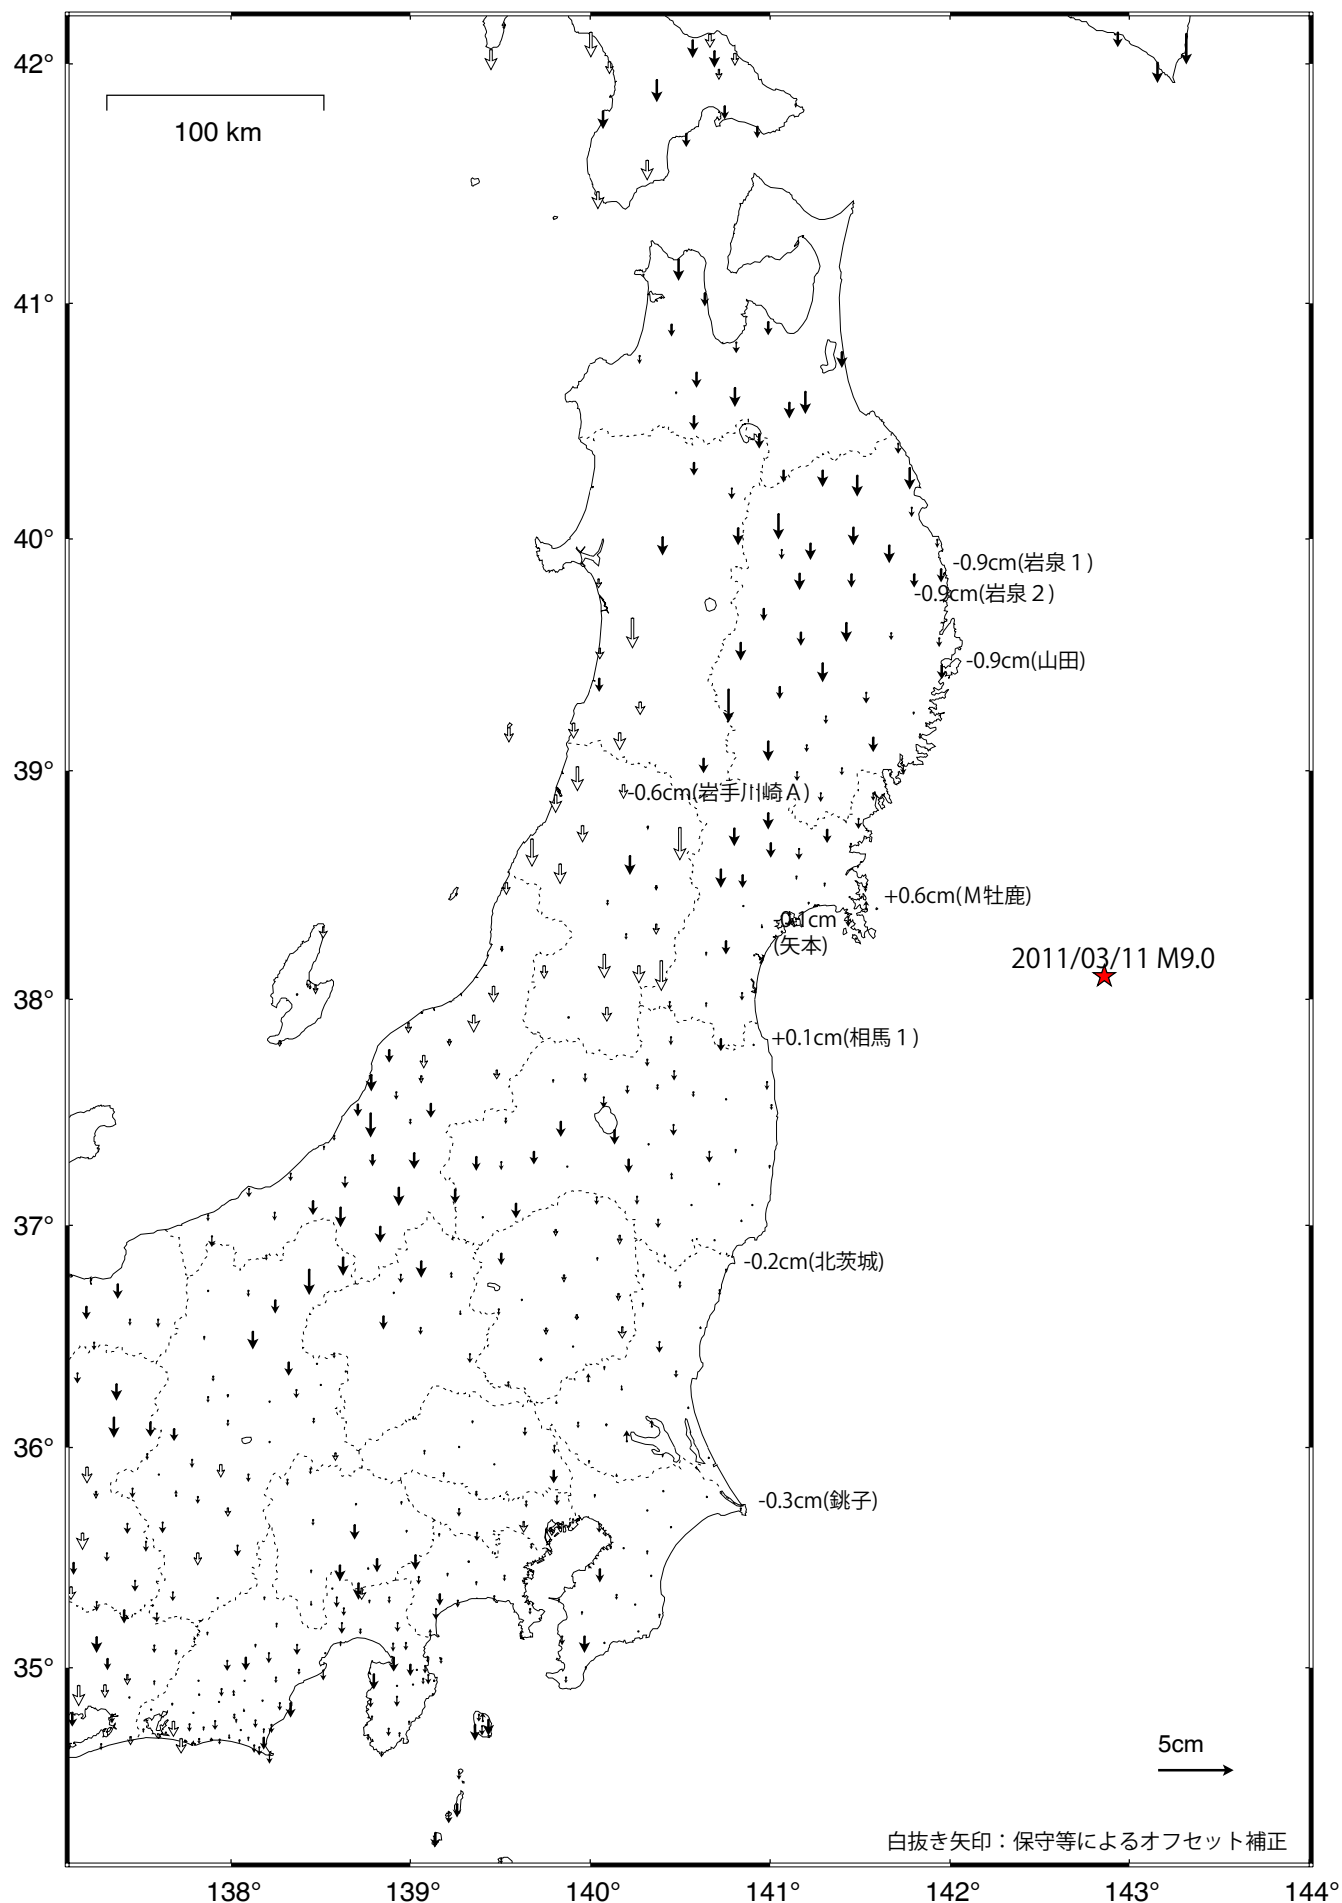 42°
100 km
41°
40°
-0.9cm(岩泉１)
-0.9cm(岩泉２)
-0.9cm(山田)
39°
-0.6cm(岩手川崎Ａ)
+0.6cm(Ｍ牡鹿)
-0.1cm
(矢本)
2011/03/11 M9.0
38°
+0.1cm(相馬１)
37°
-0.2cm(北茨城)
36°
-0.3cm(銚子)
35°
5cm
白抜き矢印：保守等によるオフセット補正
138° 139° 140° 141° 142° 143° 144°